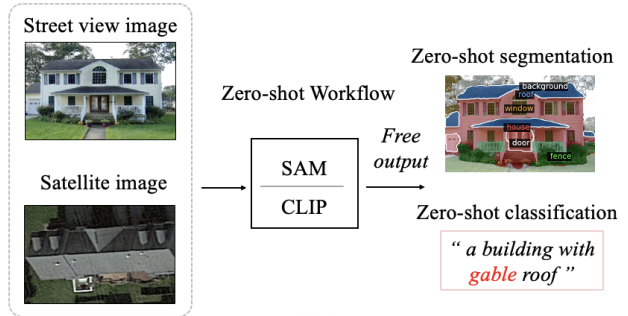 Street view image
Satellite image
Zero-shot Workflow
SAM
CLIP
Free
output
Zero-shot segmentation
background
roof
window
house
door
fence
Zero-shot classification
“ a building with
gable roof ”